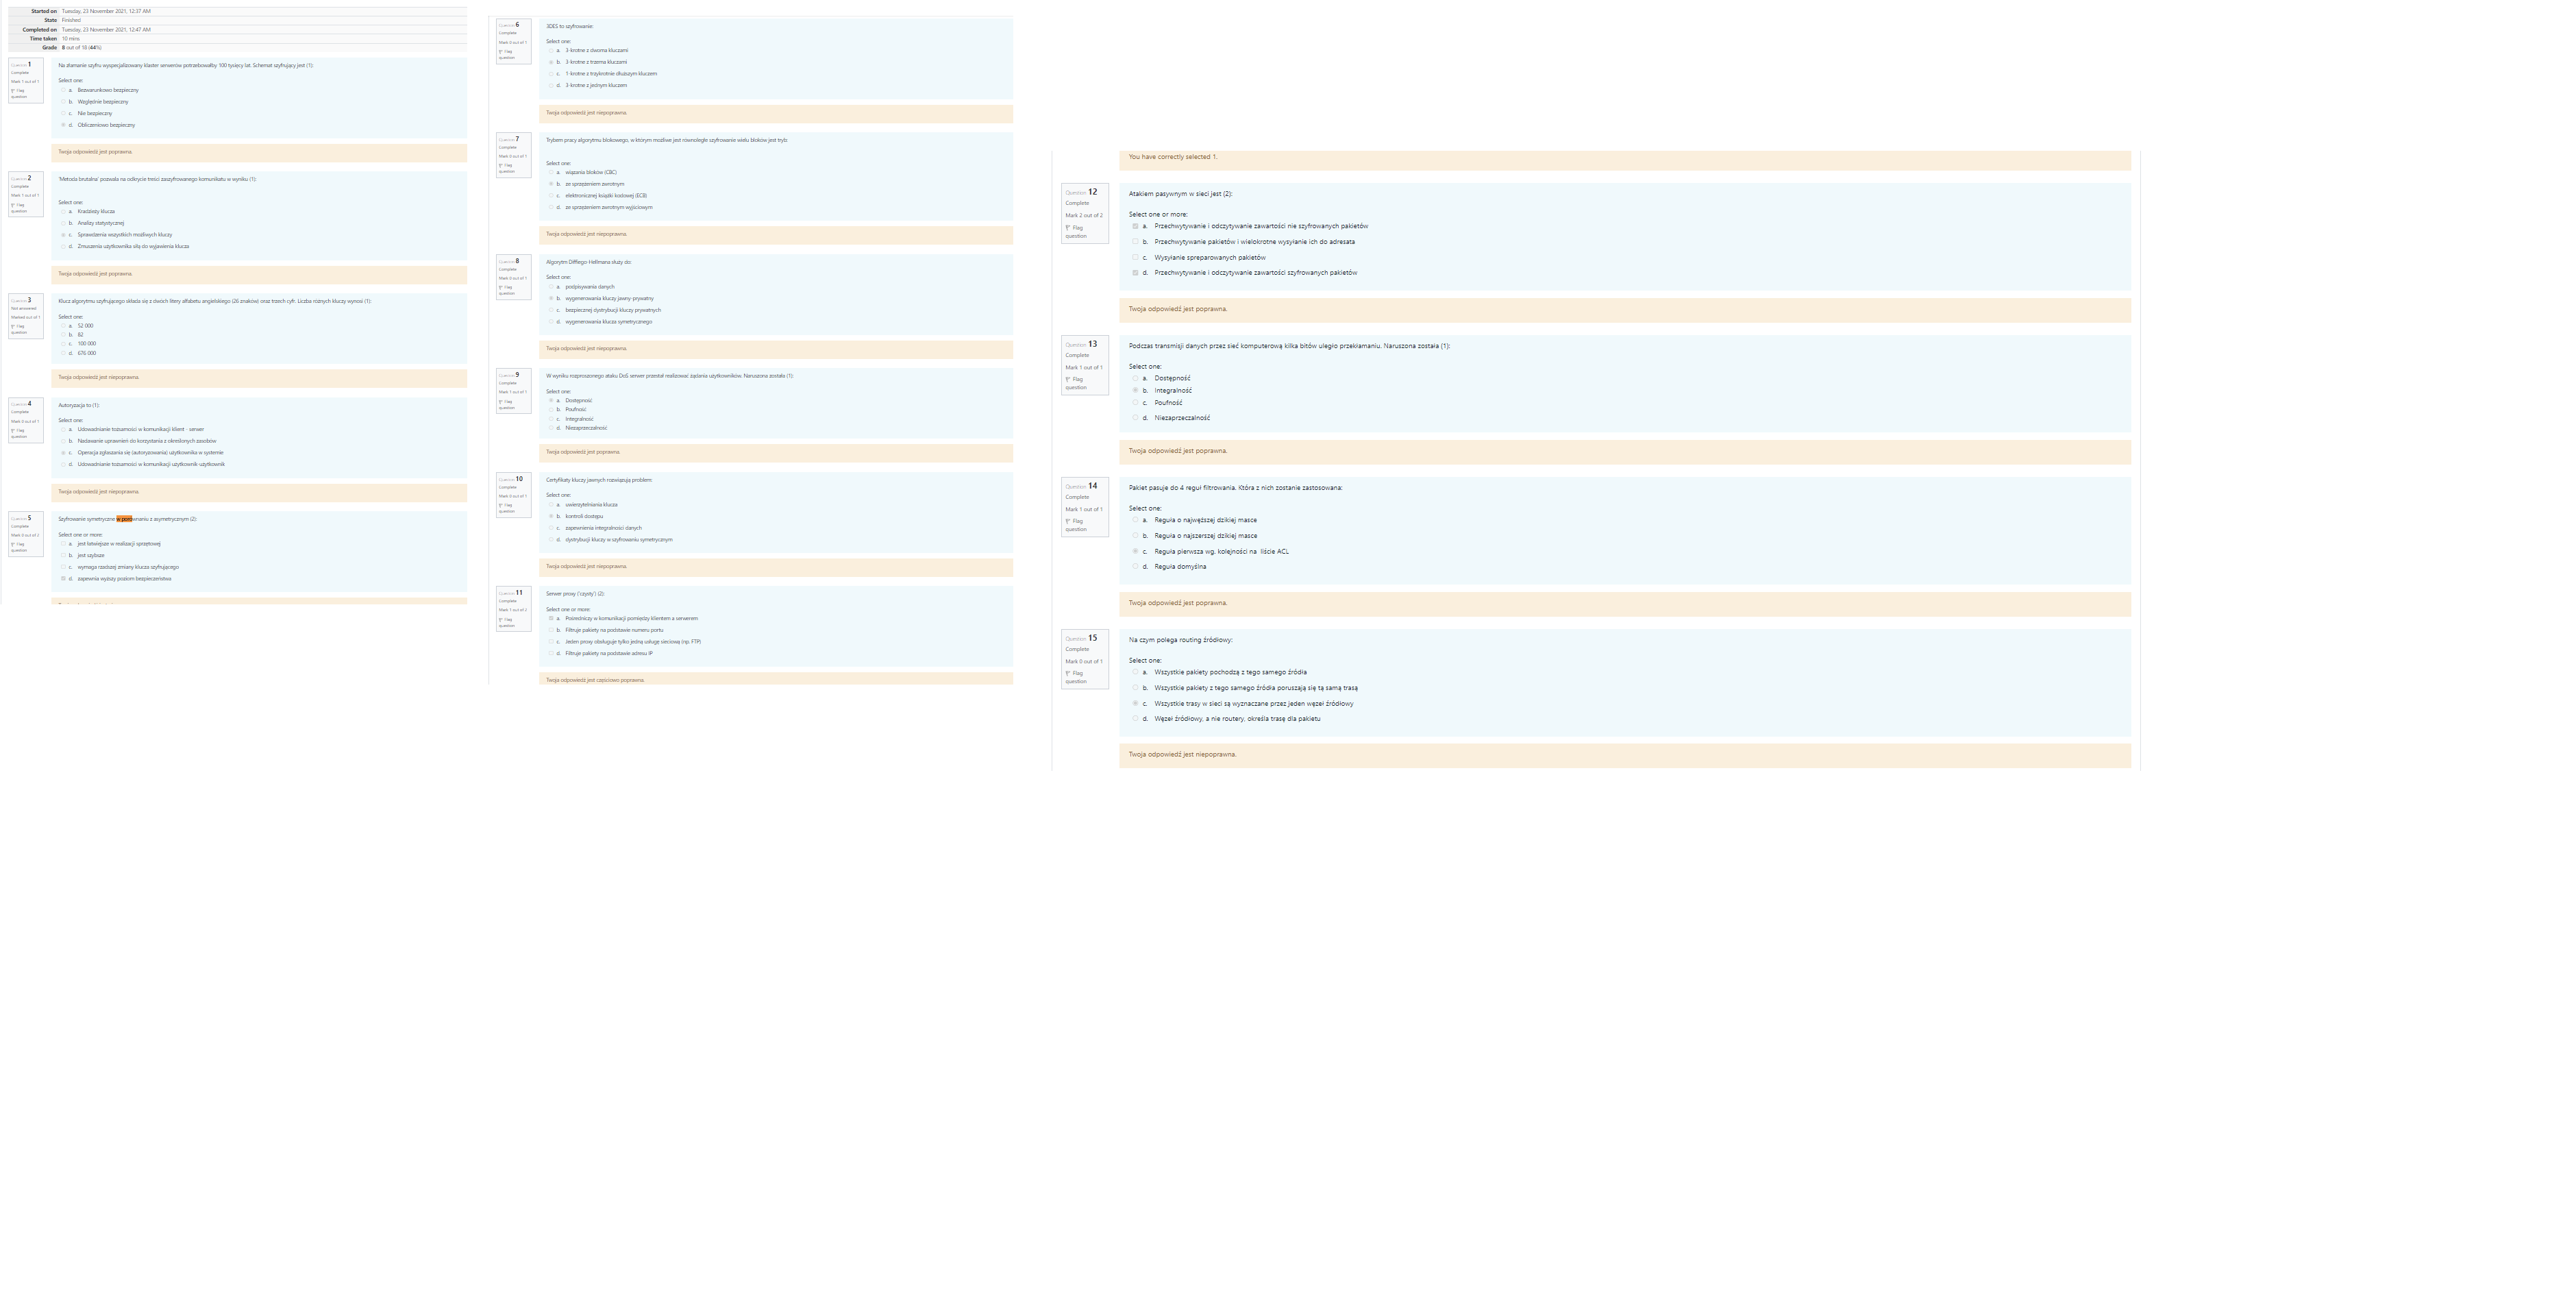 Started on Tuesday, 23 November 2021, 12:37 AM
State Finished
Completed on Tuesday, 23 November 2021, 12:47 AM
Time taken 10 mins
Grade 8 out of 18 (44%)
Question 1
Complete
Mark 1 out of 1
Flag question
Na złamanie szyfru wyspecjalizowany klaster serwerów potrzebowałby 100 tysięcy lat. Schemat szyfrujący jest (1):
Select one:
a. Bezwarunkowo bezpieczny
b. Względnie bezpieczny
c. Nie bezpieczny
d. Obliczeniowo bezpieczny
Twoja odpowiedź jest poprawna.
Question 2
Complete
Mark 1 out of 1
Flag question
'Metoda brutalna' pozwala na odkrycie treści zaszyfrowanego komunikatu w wyniku (1):
Select one:
a. Kradzieży klucza
b. Analizy statystycznej
c. Sprawdzenia wszystkich możliwych kluczy
d. Zmuszenia użytkownika siłą do wyjawienia klucza
Twoja odpowiedź jest poprawna
Question 3
Not answered
Marked out of 1
Flag question
Klucz algorytmu szyfrującego składa się z dwóch litery alfabetu angielskiego (26 znaków) oraz trzech cyfr. Liczba różnych kluczy wynosi (1):
Select one:
a. 52 000
b. 82
c. 100 000
d. 676 000
Twoja odpowiedź jest niepoprawna.
Question 4
Complete
Mark 0 out of 1
Flag question
Autoryzacja to (1):
Select one:
a. Udowadnianie tożsamości w komunikacji klient - serwer
b. Nadawanie uprawnień do korzystania z określonych zasobów
c. Operacja zgłaszania się (autoryzowania) użytkownika w systemie
d. Udowadnianie tożsamości w komunikacji użytkownik-użytkownik
Twoja odpowiedź jest niepoprawna.
Question 5
Complete
Mark 0 out of 2
Flag question
Szyfrowanie symetryczne w porównaniu z asymetrycznym (2):
Select one or more:
a. jest łatwiejsze w realizacji sprzętowej
b. jest szybsze
c. wymaga rzadszej zmiany klucza szyfrującego
d. zapewnia wyższy poziom bezpieczeństwa
Question 6
Complete
Mark 0 out of 1
Flag question
3DES to szyfrowanie:
Select one:
a. 3-krotne z dwoma kluczami
b. 3-krotne z trzema kluczami
c. 1-krotne z trzykrotnie dłuższym kluczem
d. 3-krotne z jednym kluczem
Twoja odpowiedź jest niepoprawna.
Question 7
Complete
Mark 0 out of 1
Flag question
Trybem pracy algorytmu blokowego, w którym możliwe jest równoległe szyfrowanie wielu bloków jest tryb:
Select one:
a. wiązania bloków (CBC)
b. ze sprzężeniem zwrotnym
c. elektronicznej książki kodowej (ECB)
d. ze sprzężeniem zwrotnym wyjściowym
Twoja odpowiedź jest niepoprawna.
Question 8
Complete
Mark 0 out of 1
Flag question
Algorytm Diffiego-Hellmana służy do:
Select one:
a. podpisywania danych
b. wygenerowania kluczy jawny-prywatny
c. bezpiecznej dystrybucji kluczy prywatnych
d. wygenerowania klucza symetrycznego
Twoja odpowiedź jest niepoprawna.
Question 9
Complete
Mark 1 out of 1
Flag question
W wyniku rozproszonego ataku DoS serwer przestał realizować żądania użytkowników. Naruszona została (1):
Select one:
a. Dostępność
b. Poufność
c. Integralność
d. Niezaprzeczalność
Twoja odpowiedź jest poprawna.
Question 10
Complete
Mark 0 out of 1
Flag question
Certyfikaty kluczy jawnych rozwiązują problem:
Select one:
a. uwierzytelniania klucza
b. kontroli dostępu
c. zapewnienia integralności danych
d. dystrybucji kluczy w szyfrowaniu symetrycznym
Twoja odpowiedź jest niepoprawna.
Question 11
Complete
Mark 1 out of 2
Flag question
Serwer proxy ('czysty') (2):
Select one or more:
a. Pośredniczy w komunikacji pomiędzy klientem a serwerem
b. Filtruje pakiety na podstawie numeru portu
c. Jeden proxy obsługuje tylko jedną usługę sieciową (np. FTP)
d. Filtruje pakiety na podstawie adresu IP
Twoja odpowiedź jest częściowo poprawna.
You have correctly selected 1.
Question 12
Complete
Mark 2 out of 2
Flag question
Atakiem pasywnym w sieci jest (2):
Select one or more:
a. Przechwytywanie i odczytywanie zawartości nie szyfrowanych pakietów
b. Przechwytywanie pakietów i wielokrotne wysyłanie ich do adresata
c. Wysyłanie spreparowanych pakietów
d. Przechwytywanie i odczytywanie zawartości szyfrowanych pakietów
Twoja odpowiedź jest poprawna.
Question 13
Complete
Mark 1 out of 1
Flag question
Podczas transmisji danych przez sieć komputerową kilka bitów uległo przekłamaniu. Naruszona została (1):
Select one:
a. Dostępność
b. Integralność
c. Poufność
d. Niezaprzeczalność
Twoja odpowiedź jest poprawna.
Question 14
Complete
Mark 1 out of 1
Flag question
Pakiet pasuje do 4 reguł filtrowania. Która z nich zostanie zastosowana:
Select one:
a. Reguła o najwęższej dzikiej masce
b. Reguła o najszerszej dzikiej masce
c. Reguła pierwsza wg. kolejności na liście ACL
d. Reguła domyślna
Twoja odpowiedź jest poprawna.
Question 15
Complete
Mark 0 out of 1
Flag question
Na czym polega routing źródłowy:
Select one:
a. Wszystkie pakiety pochodzą z tego samego źródła
b. Wszystkie pakiety z tego samego źródła poruszają się tą samą trasą
c. Wszystkie trasy w sieci są wyznaczane przez jeden węzeł źródłowy
d. Węzeł źródłowy, a nie routery, określa trasę dla pakietu
Twoja odpowiedź jest niepoprawna.